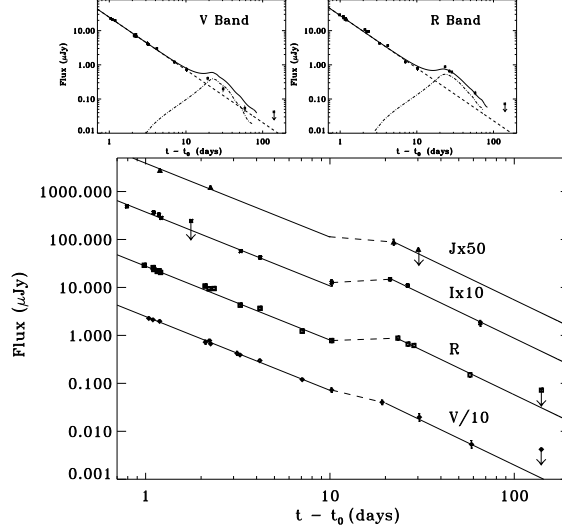 V Band
Flux (μJy)
10.00
1.00
0.10
0.01
1
10
100
t − t₀ (days)
R Band
Flux (μJy)
10.00
1.00
0.10
0.01
1
10
100
t − t₀ (days)
Flux (μJy)
1000.000
100.000
10.000
1.000
0.100
0.010
0.001
Jx50
Ix10
R
V/10
1
10
100
t − t₀ (days)